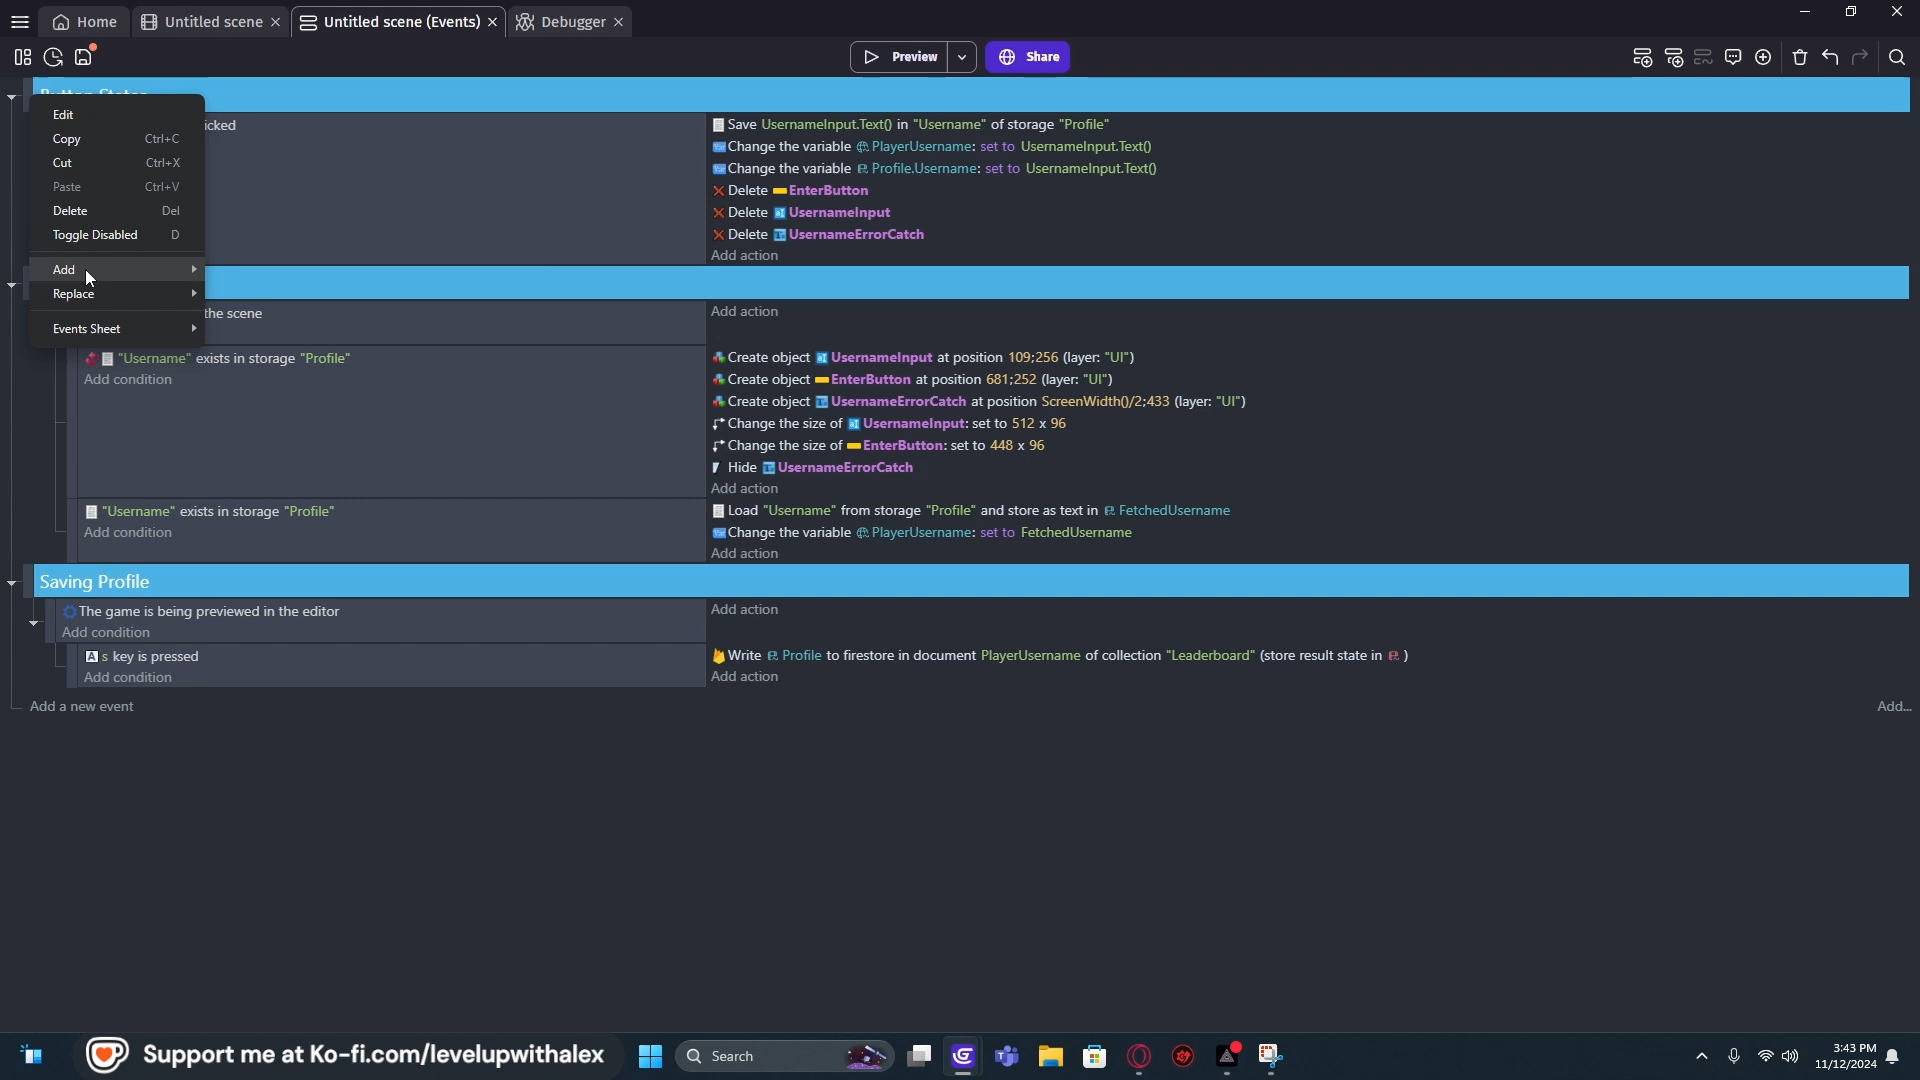 Home
Untitled scene
Untitled scene (Events)
Debugger
Preview
Share
Button States
Edit
Copy Ctrl+C
Cut Ctrl+X
Paste Ctrl+V
Delete Del
Toggle Disabled D
Add
Replace
Events Sheet
icked
Save UsernameInput.Text() in "Username" of storage "Profile"
Change the variable PlayerUsername: set to UsernameInput.Text()
Change the variable Profile.Username: set to UsernameInput.Text()
Delete EnterButton
Delete UsernameInput
Delete UsernameErrorCatch
Add action
the scene
Add action
"Username" exists in storage "Profile"
Add condition
Create object UsernameInput at position 109;256 (layer: "UI")
Create object EnterButton at position 681;252 (layer: "UI")
Create object UsernameErrorCatch at position ScreenWidth()/2;433 (layer: "UI")
Change the size of UsernameInput: set to 512 x 96
Change the size of EnterButton: set to 448 x 96
Hide UsernameErrorCatch
Add action
"Username" exists in storage "Profile"
Add condition
Load "Username" from storage "Profile" and store as text in FetchedUsername
Change the variable PlayerUsername: set to FetchedUsername
Add action
Saving Profile
The game is being previewed in the editor
Add condition
Add action
s key is pressed
Add condition
Write Profile to firestore in document PlayerUsername of collection "Leaderboard" (store result state in )
Add action
Add a new event
Add...
Support me at Ko-fi.com/levelupwithalex
Search
3:43 PM
11/12/2024